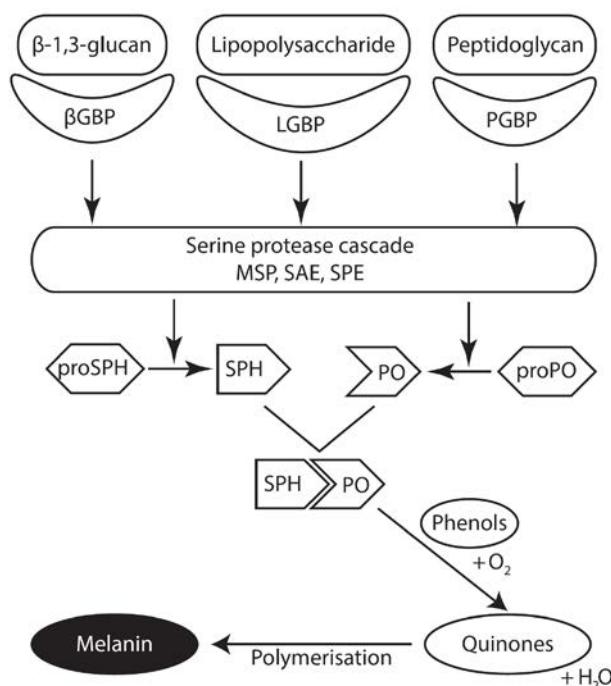 β-1,3-glucan
Lipopolysaccharide
Peptidoglycan
βGBP
LGBP
PGBP
Serine protease cascade
MSP, SAE, SPE
proSPH
SPH
PO
proPO
SPH
PO
Phenols
+O₂
Melanin
Polymerisation
Quinones
+H₂O